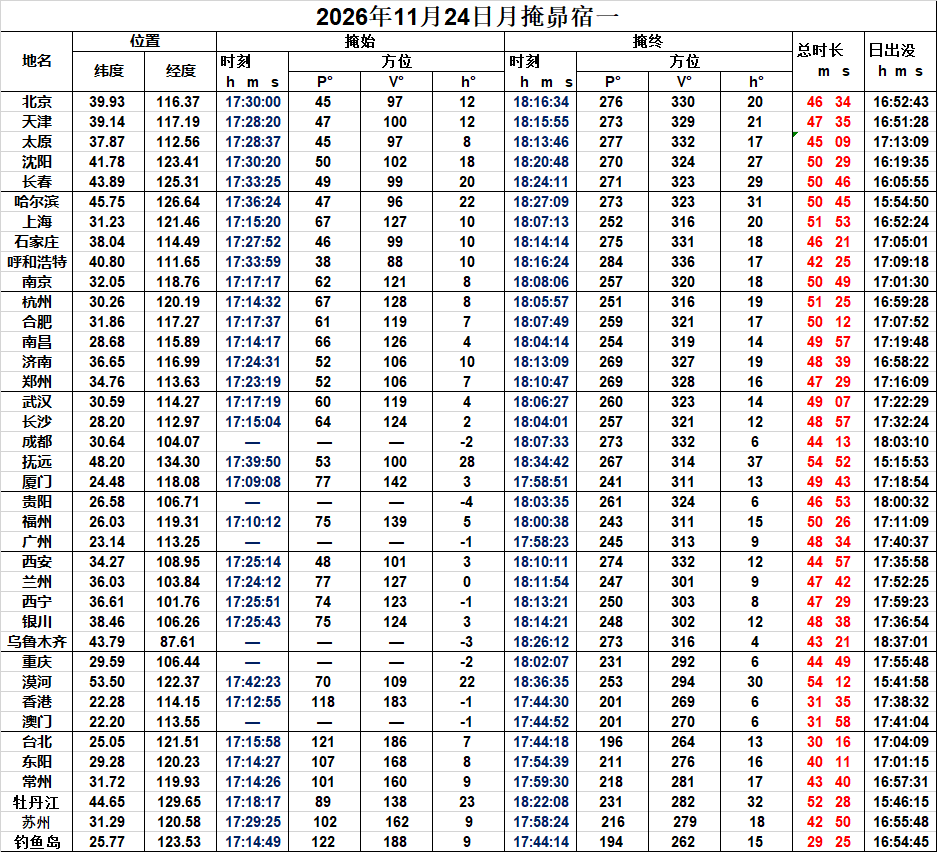 2026年11月24日月掩昴宿一
地名 位置 掩始 掩终 总时长 m s 日出没 h m s
纬度 经度 时刻 h m s 方位 时刻 h m s 方位
P° V° h° P° V° h°
北京 39.93 116.37 17:30:00 45 97 12 18:16:34 276 330 20 46 34 16:52:43
天津 39.14 117.19 17:28:20 47 100 12 18:15:55 273 329 21 47 35 16:51:28
太原 37.87 112.56 17:28:37 45 97 8 18:13:46 277 332 17 45 09 17:13:09
沈阳 41.78 123.41 17:30:20 50 102 18 18:20:48 270 324 27 50 29 16:19:35
长春 43.89 125.31 17:33:25 49 99 20 18:24:11 271 323 29 50 46 16:05:55
哈尔滨 45.75 126.64 17:36:24 47 96 22 18:27:09 273 323 31 50 45 15:54:50
上海 31.23 121.46 17:15:20 67 127 10 18:07:13 252 316 20 51 53 16:52:24
石家庄 38.04 114.49 17:27:52 46 99 10 18:14:14 275 331 18 46 21 17:05:01
呼和浩特 40.80 111.65 17:33:59 38 88 10 18:16:24 284 336 17 42 25 17:09:18
南京 32.05 118.76 17:17:17 62 121 8 18:08:06 257 320 18 50 49 17:01:30
杭州 30.26 120.19 17:14:32 67 128 8 18:05:57 251 316 19 51 25 16:59:28
合肥 31.86 117.27 17:17:37 61 119 7 18:07:49 259 321 17 50 12 17:07:52
南昌 28.68 115.89 17:14:17 66 126 4 18:04:14 254 319 14 49 57 17:19:48
济南 36.65 116.99 17:24:31 52 106 10 18:13:09 269 327 19 48 39 16:58:22
郑州 34.76 113.63 17:23:19 52 106 7 18:10:47 269 328 16 47 29 17:16:09
武汉 30.59 114.27 17:17:19 60 119 4 18:06:27 260 323 14 49 07 17:22:29
长沙 28.20 112.97 17:15:04 64 124 2 18:04:01 257 321 12 48 57 17:32:24
成都 30.64 104.07 — — — -2 18:07:33 273 332 6 44 13 18:03:10
抚远 48.20 134.30 17:39:50 53 100 28 18:34:42 267 314 37 54 52 15:15:53
厦门 24.48 118.08 17:09:08 77 142 3 17:58:51 241 311 13 49 43 17:18:54
贵阳 26.58 106.71 — — — -4 18:03:35 261 324 6 46 53 18:00:32
福州 26.03 119.31 17:10:12 75 139 5 18:00:38 243 311 15 50 26 17:11:09
广州 23.14 113.25 — — — -1 17:58:23 245 313 9 48 34 17:40:37
西安 34.27 108.95 17:25:14 48 101 3 18:10:11 274 332 12 44 57 17:35:58
兰州 36.03 103.84 17:24:12 77 127 0 18:11:54 247 301 9 47 42 17:52:25
西宁 36.61 101.76 17:25:51 74 123 -1 18:13:21 250 303 8 47 29 17:59:23
银川 38.46 106.26 17:25:43 75 124 3 18:14:21 248 302 12 48 38 17:36:54
乌鲁木齐 43.79 87.61 — — — -3 18:26:12 273 316 4 43 21 18:37:01
重庆 29.59 106.44 — — — -2 18:02:07 231 292 6 44 49 17:55:48
漠河 53.50 122.37 17:42:23 70 109 22 18:36:35 253 294 30 54 12 15:41:58
香港 22.28 114.15 17:12:55 118 183 -1 17:44:30 201 269 6 31 35 17:38:32
澳门 22.20 113.55 — — — -1 17:44:52 201 270 6 31 58 17:41:04
台北 25.05 121.51 17:15:58 121 186 7 17:44:18 196 264 13 30 16 17:04:09
东阳 29.28 120.23 17:14:27 107 168 8 17:54:39 211 276 16 40 11 17:01:15
常州 31.72 119.93 17:14:26 101 160 9 17:59:30 218 281 17 43 40 16:57:31
牡丹江 44.65 129.65 17:18:17 89 138 23 18:22:08 231 282 32 52 28 15:46:15
苏州 31.29 120.58 17:29:25 102 162 9 17:58:24 216 279 18 42 50 16:55:48
钓鱼岛 25.77 123.53 17:14:49 122 188 9 17:44:14 194 262 15 29 25 16:54:45